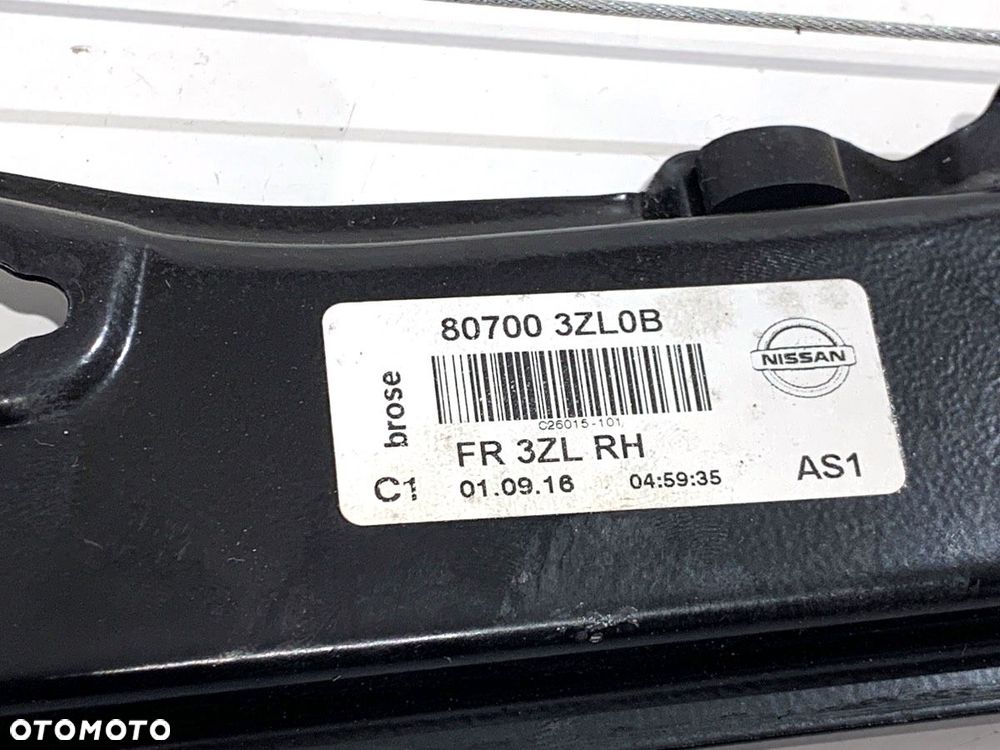 80700 3ZL0B
NISSAN
brose
C26015-101
FR 3ZL RH
C1 01.09.16 04:59:35 AS1
OTOMOTO